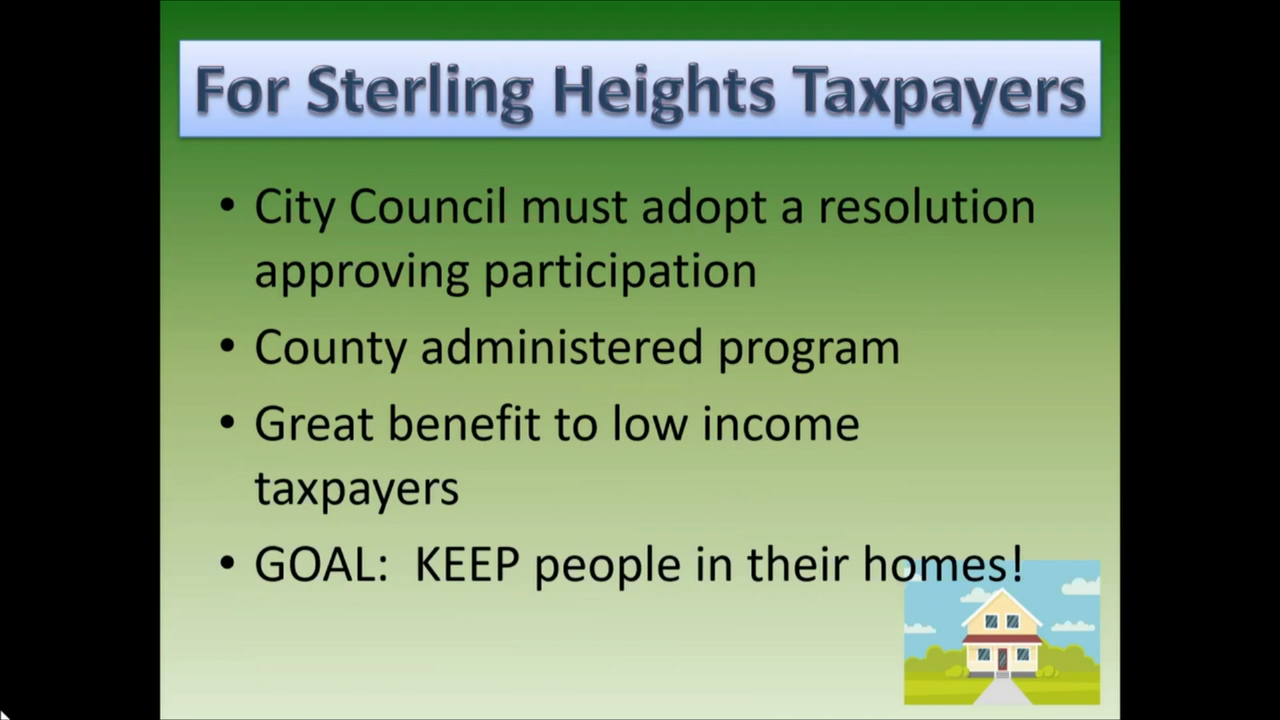 For Sterling Heights Taxpayers
• City Council must adopt a resolution
approving participation
• County administered program
• Great benefit to low income
taxpayers
• GOAL:  KEEP people in their homes!